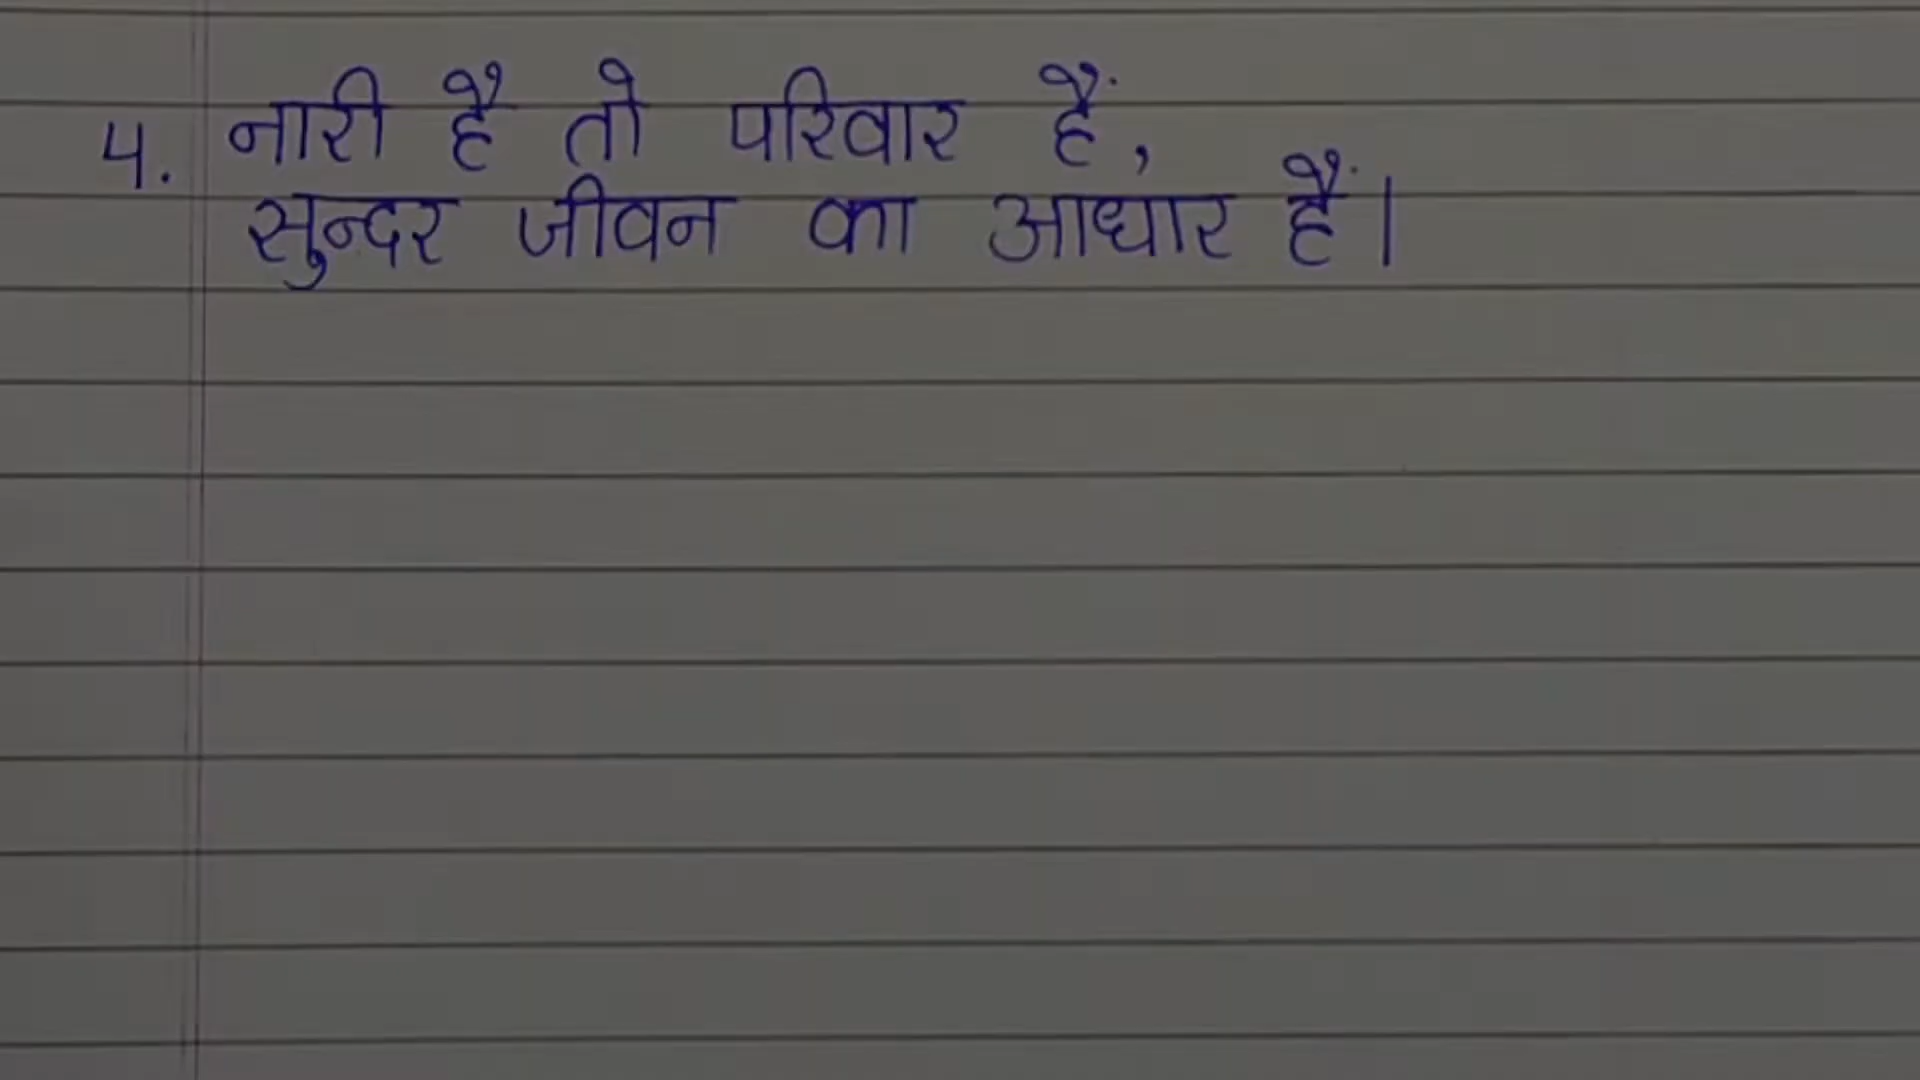 4. नारी है तो परिवार हैं,
सुन्दर जीवन का आधार हैं।